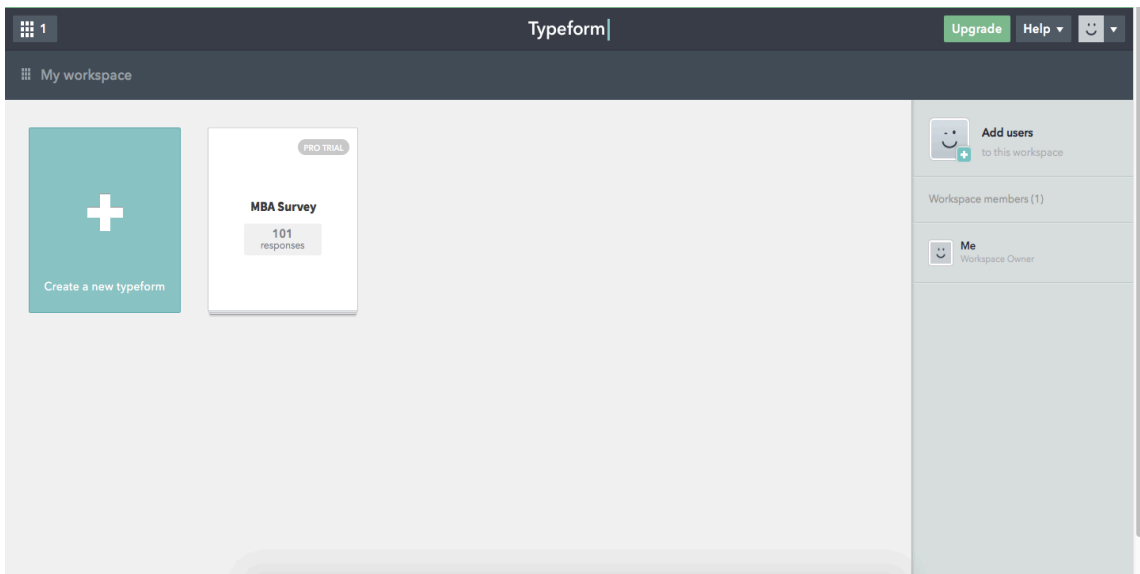 1
Typeform
Upgrade
Help
My workspace
Create a new typeform
PRO TRIAL
MBA Survey
101
responses
Add users
to this workspace
Workspace members (1)
Me
Workspace Owner